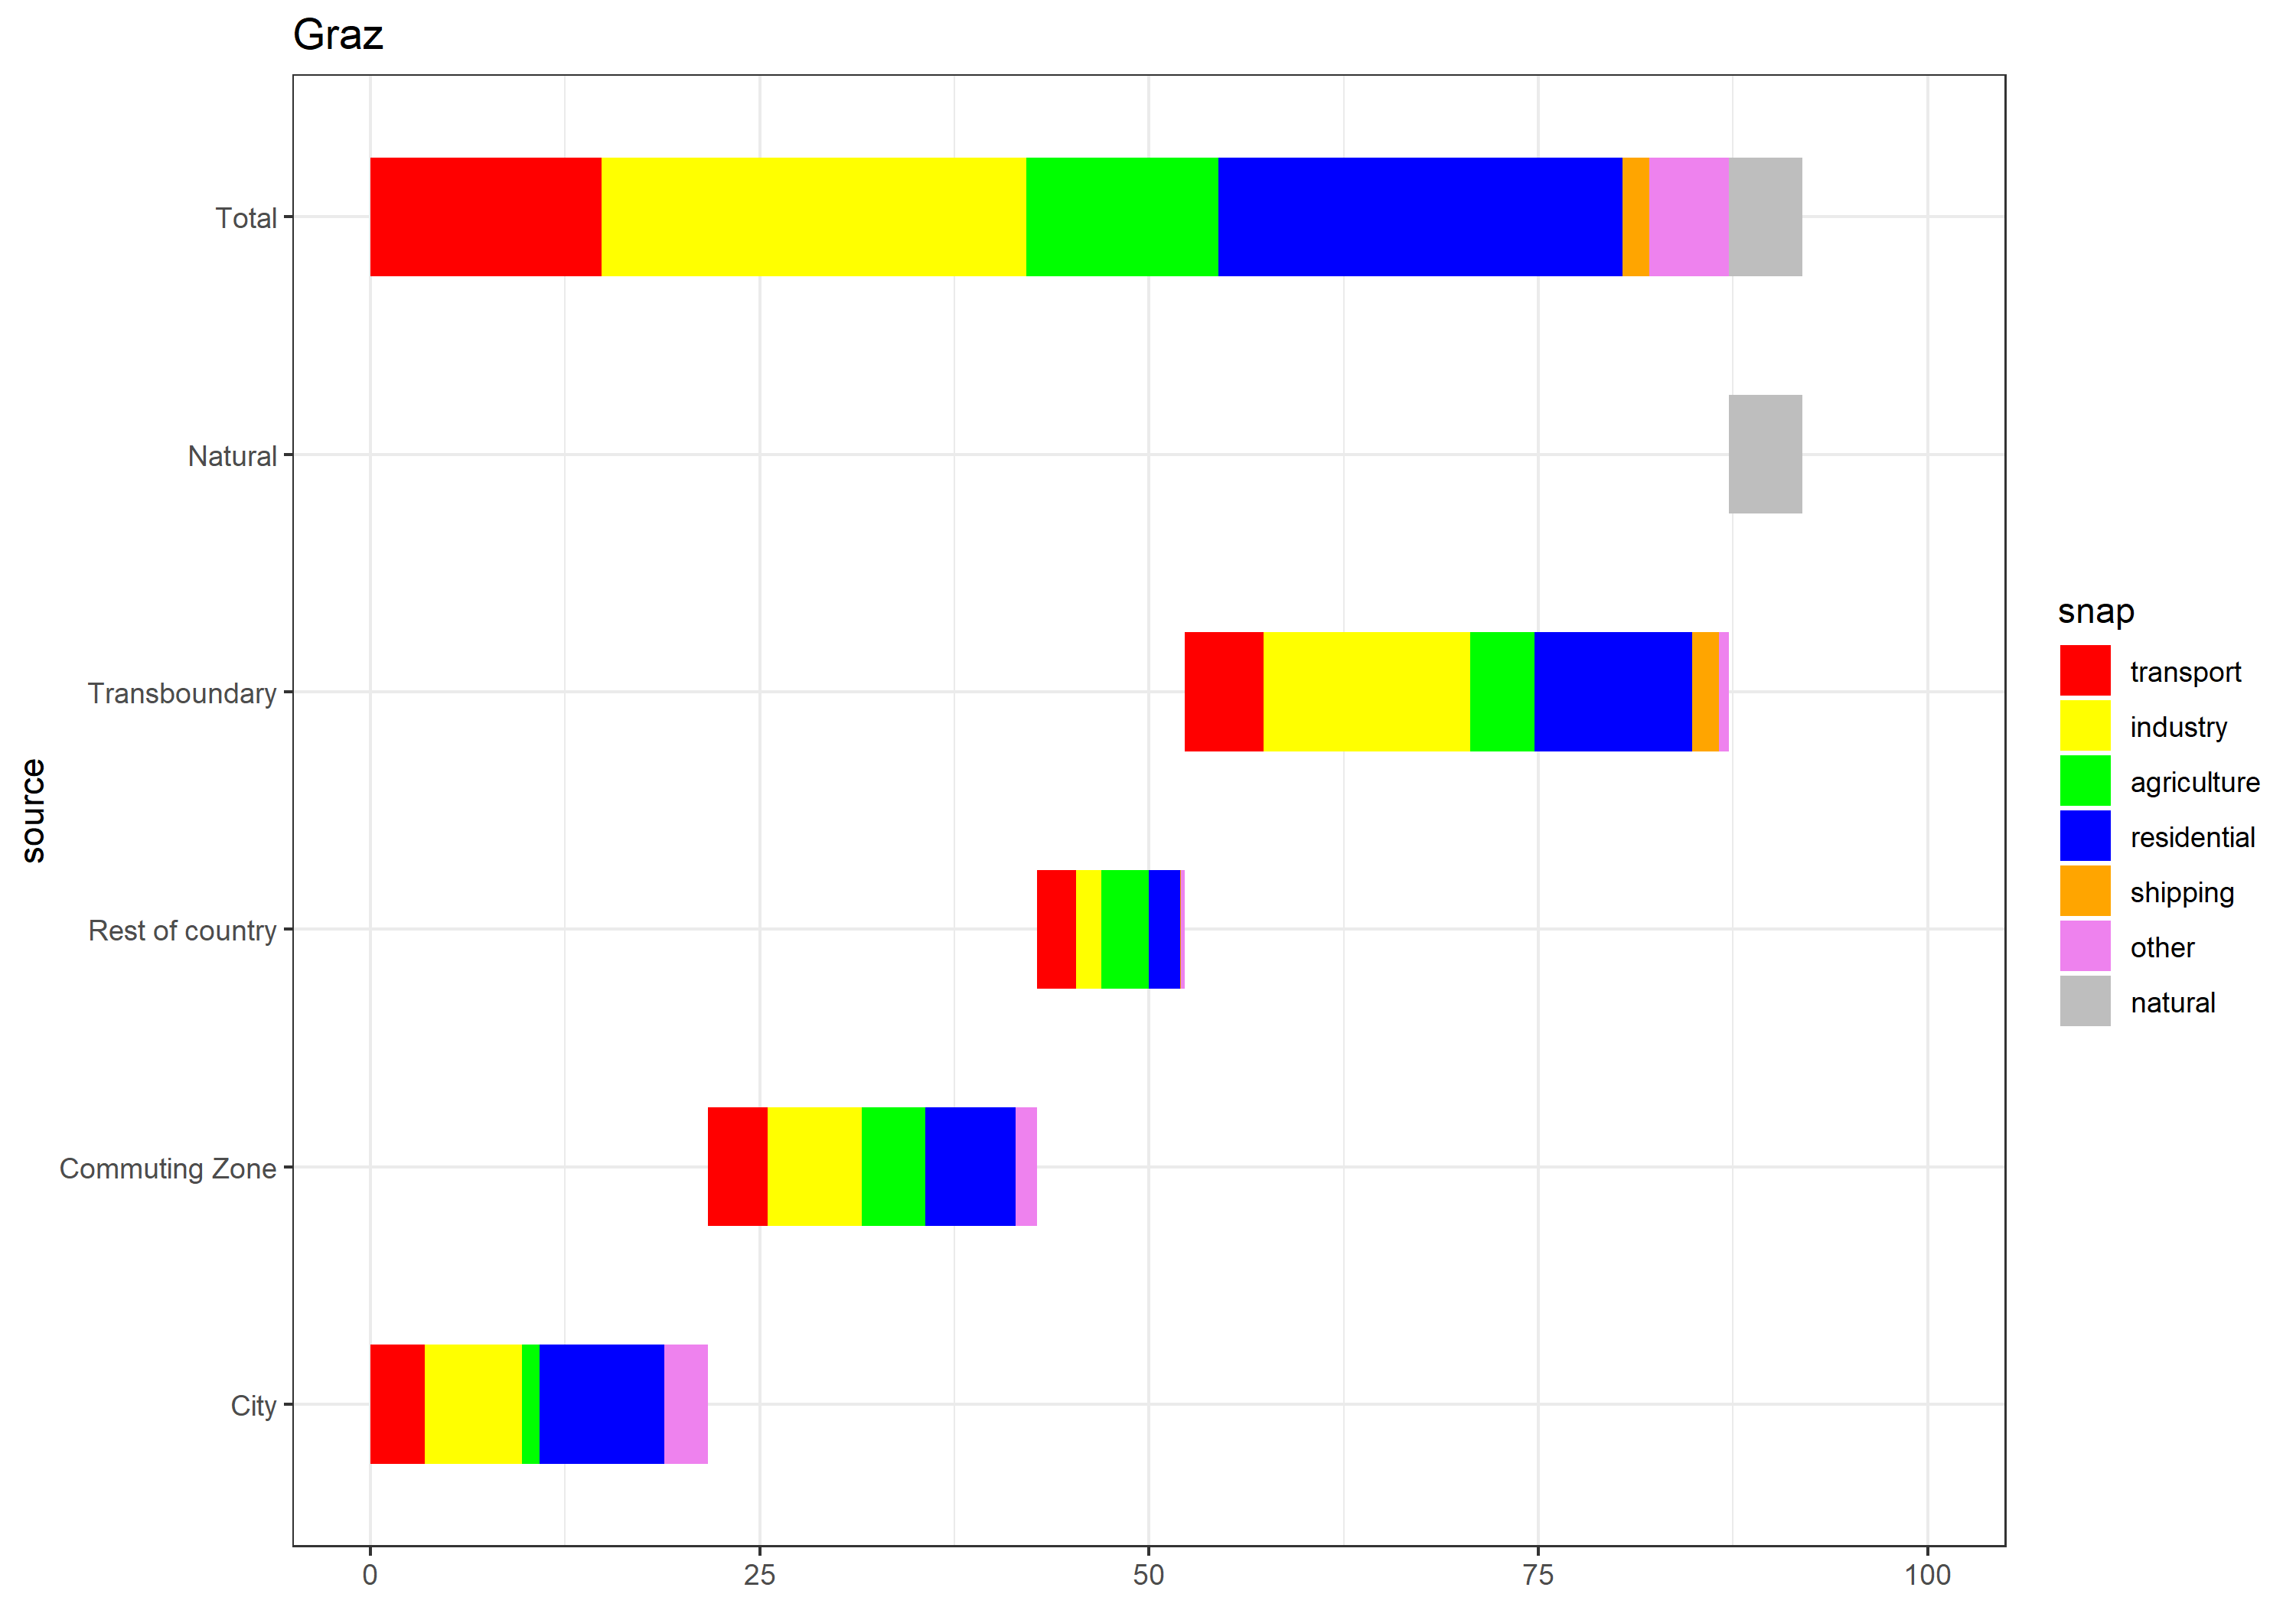 Graz
Total
Natural
Transboundary
Rest of country
Commuting Zone
City
source
0 25 50 75 100
snap
transport
industry
agriculture
residential
shipping
other
natural